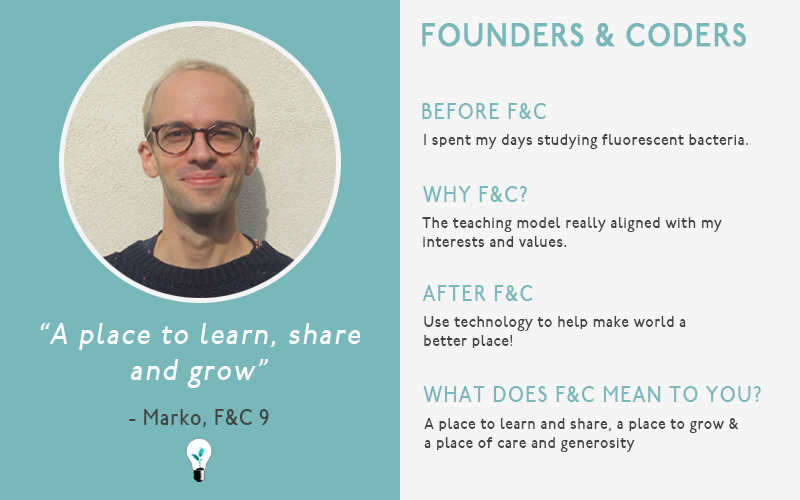 “A place to learn, share
and grow”
- Marko, F&C 9
FOUNDERS & CODERS
BEFORE F&C
I spent my days studying fluorescent bacteria.
WHY F&C?
The teaching model really aligned with my
interests and values.
AFTER F&C
Use technology to help make world a
better place!
WHAT DOES F&C MEAN TO YOU?
A place to learn and share, a place to grow &
a place of care and generosity